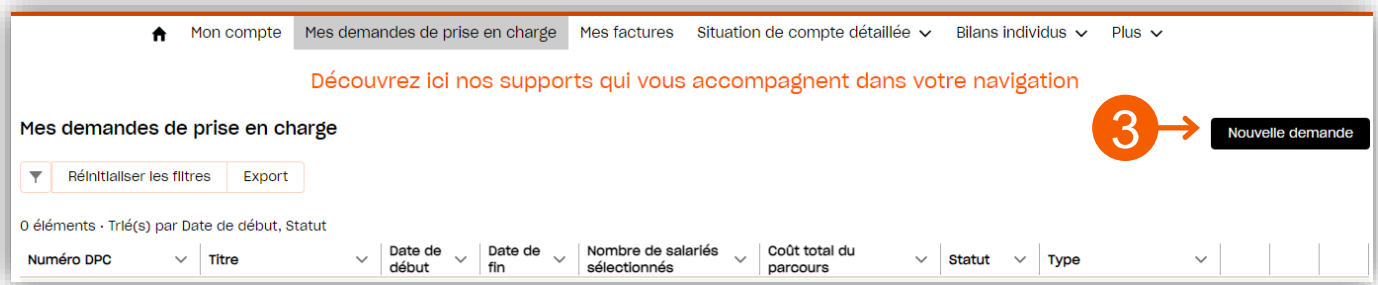 Mon compte Mes demandes de prise en charge Mes factures Situation de compte détaillée Bilans individus Plus
Découvrez ici nos supports qui vous accompagnent dans votre navigation
Mes demandes de prise en charge
3
Nouvelle demande
Réinitialiser les filtres Export
0 éléments • Trié(s) par Date de début, Statut
Numéro DPC Titre Date de début Date de fin Nombre de salariés sélectionnés Coût total du parcours Statut Type